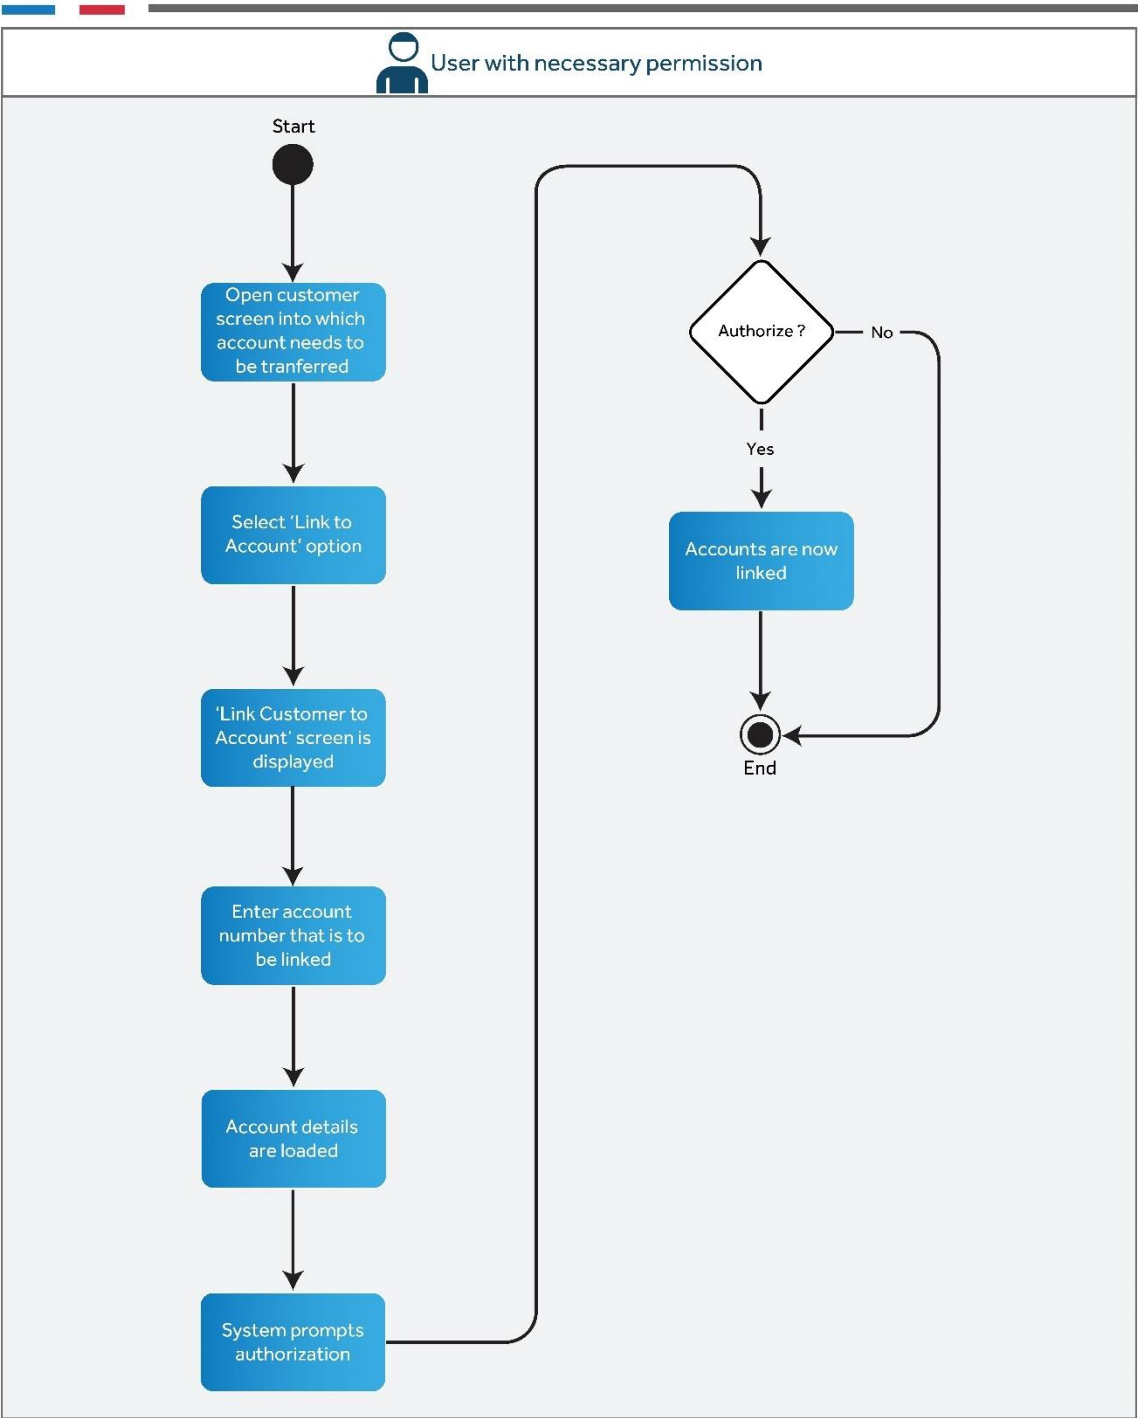 User with necessary permission
Start
Open customer
screen into which
account needs to
be tranferred
Select ‘Link to
Account’ option
‘Link Customer to
Account’ screen is
displayed
Enter account
number that is to
be linked
Account details
are loaded
System prompts
authorization
Authorize ?
No
Yes
Accounts are now
linked
End